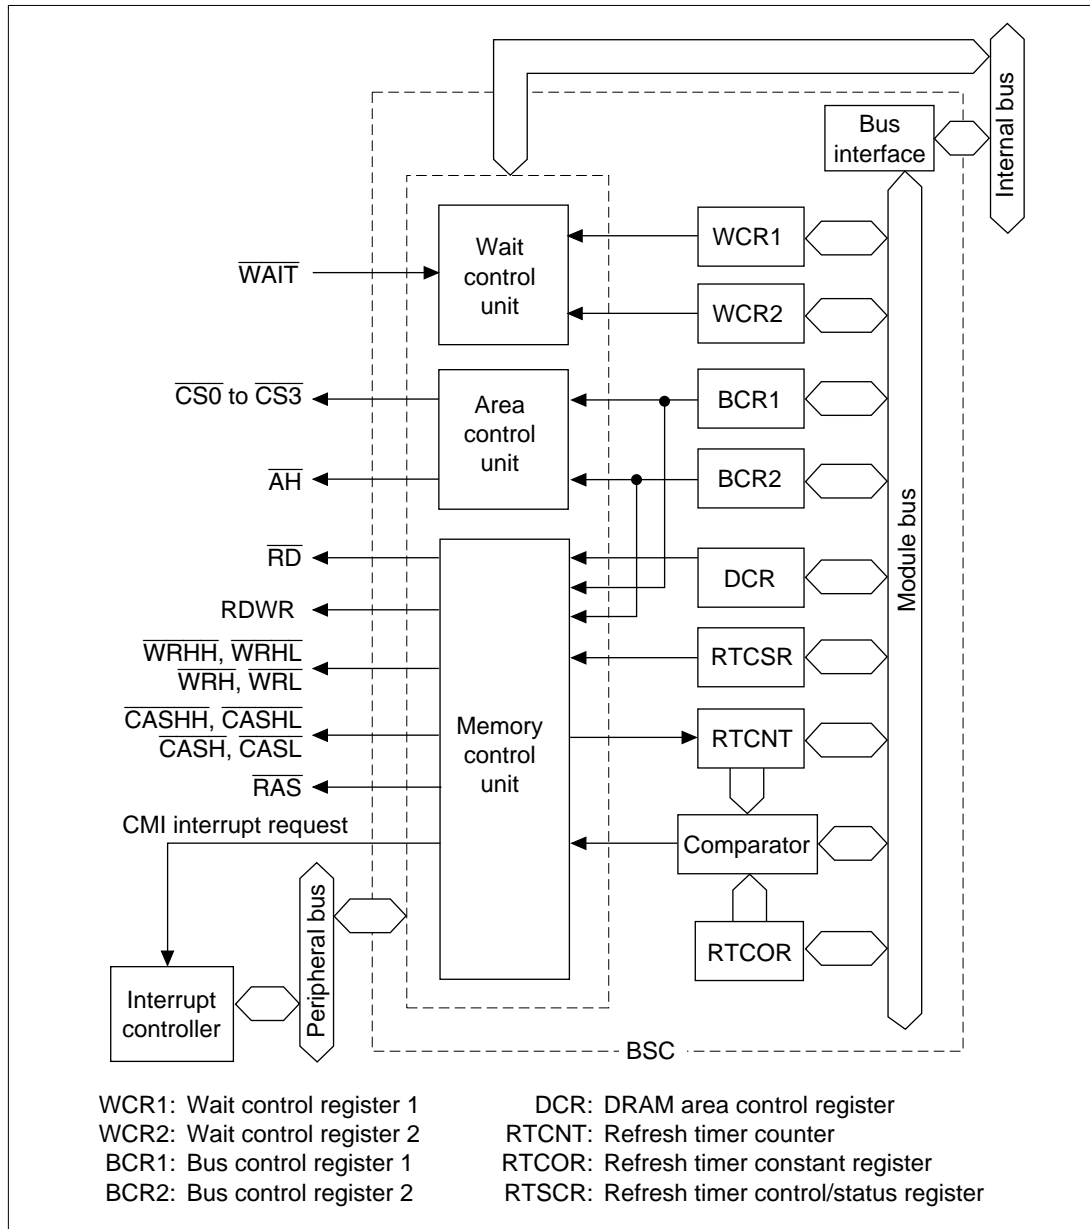 Internal bus
Bus
interface
Wait
control
unit
WCR1
WAIT
WCR2
CS0 to CS3
Area
control
unit
BCR1
AH
BCR2
Module bus
RD
DCR
RDWR
WRHH, WRHL
WRH, WRL
RTCSR
CASHH, CASHL
CASH, CASL
Memory
control
unit
RTCNT
RAS
CMI interrupt request
Comparator
Peripheral bus
RTCOR
Interrupt
controller
BSC
WCR1: Wait control register 1
WCR2: Wait control register 2
BCR1: Bus control register 1
BCR2: Bus control register 2
DCR: DRAM area control register
RTCNT: Refresh timer counter
RTCOR: Refresh timer constant register
RTSCR: Refresh timer control/status register